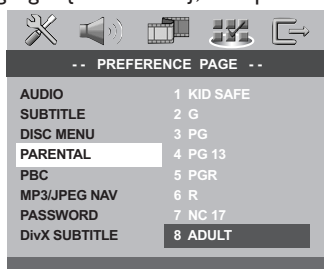 -- PREFERENCE PAGE --
AUDIO 1 KID SAFE
SUBTITLE 2 G
DISC MENU 3 PG
PARENTAL 4 PG 13
PBC 5 PGR
MP3/JPEG NAV 6 R
PASSWORD 7 NC 17
DivX SUBTITLE 8 ADULT